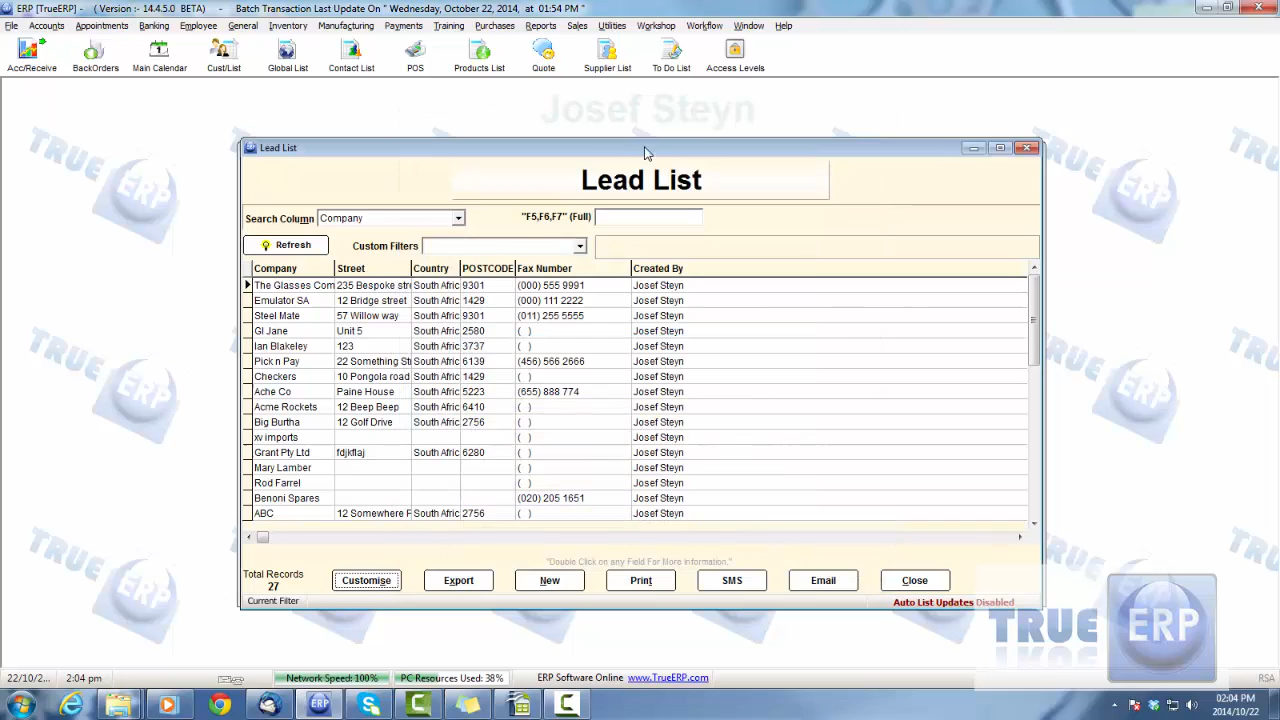 ERP [TrueERP] - ( Version :- 14.4.5.0 BETA) - Batch Transaction Last Update On " Wednesday, October 22, 2014, at 01:54 PM "
File Accounts Appointments Banking Employee General Inventory Manufacturing Payments Training Purchases Reports Sales Utilities Workshop Workflow Window Help
Acc/Receive BackOrders Main Calendar Cust/List Global List Contact List POS Products List Quote Supplier List To Do List Access Levels
Josef Steyn
Lead List
Lead List
Search Column Company "F5,F6,F7" (Full)
Refresh Custom Filters
Company Street Country POSTCODE Fax Number Created By
The Glasses Com 235 Bespoke stre South Afric 9301 (000) 555 9991 Josef Steyn
Emulator SA 12 Bridge street South Afric 1429 (000) 111 2222 Josef Steyn
Steel Mate 57 Willow way South Afric 9301 (011) 255 5555 Josef Steyn
GI Jane Unit 5 South Afric 2580 ( ) Josef Steyn
Ian Blakeley 123 South Afric 3737 ( ) Josef Steyn
Pick n Pay 22 Something St South Afric 6139 (456) 566 2666 Josef Steyn
Checkers 10 Pongola road South Afric 1429 ( ) Josef Steyn
Ache Co Paine House South Afric 5223 (655) 888 774 Josef Steyn
Acme Rockets 12 Beep Beep South Afric 6410 ( ) Josef Steyn
Big Burtha 12 Golf Drive South Afric 2756 ( ) Josef Steyn
xv imports ( ) Josef Steyn
Grant Pty Ltd fdjkflaj South Afric 6280 ( ) Josef Steyn
Mary Lamber ( ) Josef Steyn
Rod Farrel ( ) Josef Steyn
Benoni Spares (020) 205 1651 Josef Steyn
ABC 12 Somewhere F South Afric 2756 ( ) Josef Steyn
"Double Click on any Field For More Information."
Total Records
27
Customise Export New Print SMS Email Close
Current Filter Auto List Updates Disabled
TRUE ERP
22/10/2 2:04 pm Network Speed: 100% PC Resources Used: 38% ERP Software Online www.TrueERP.com RSA
02:04 PM
2014/10/22